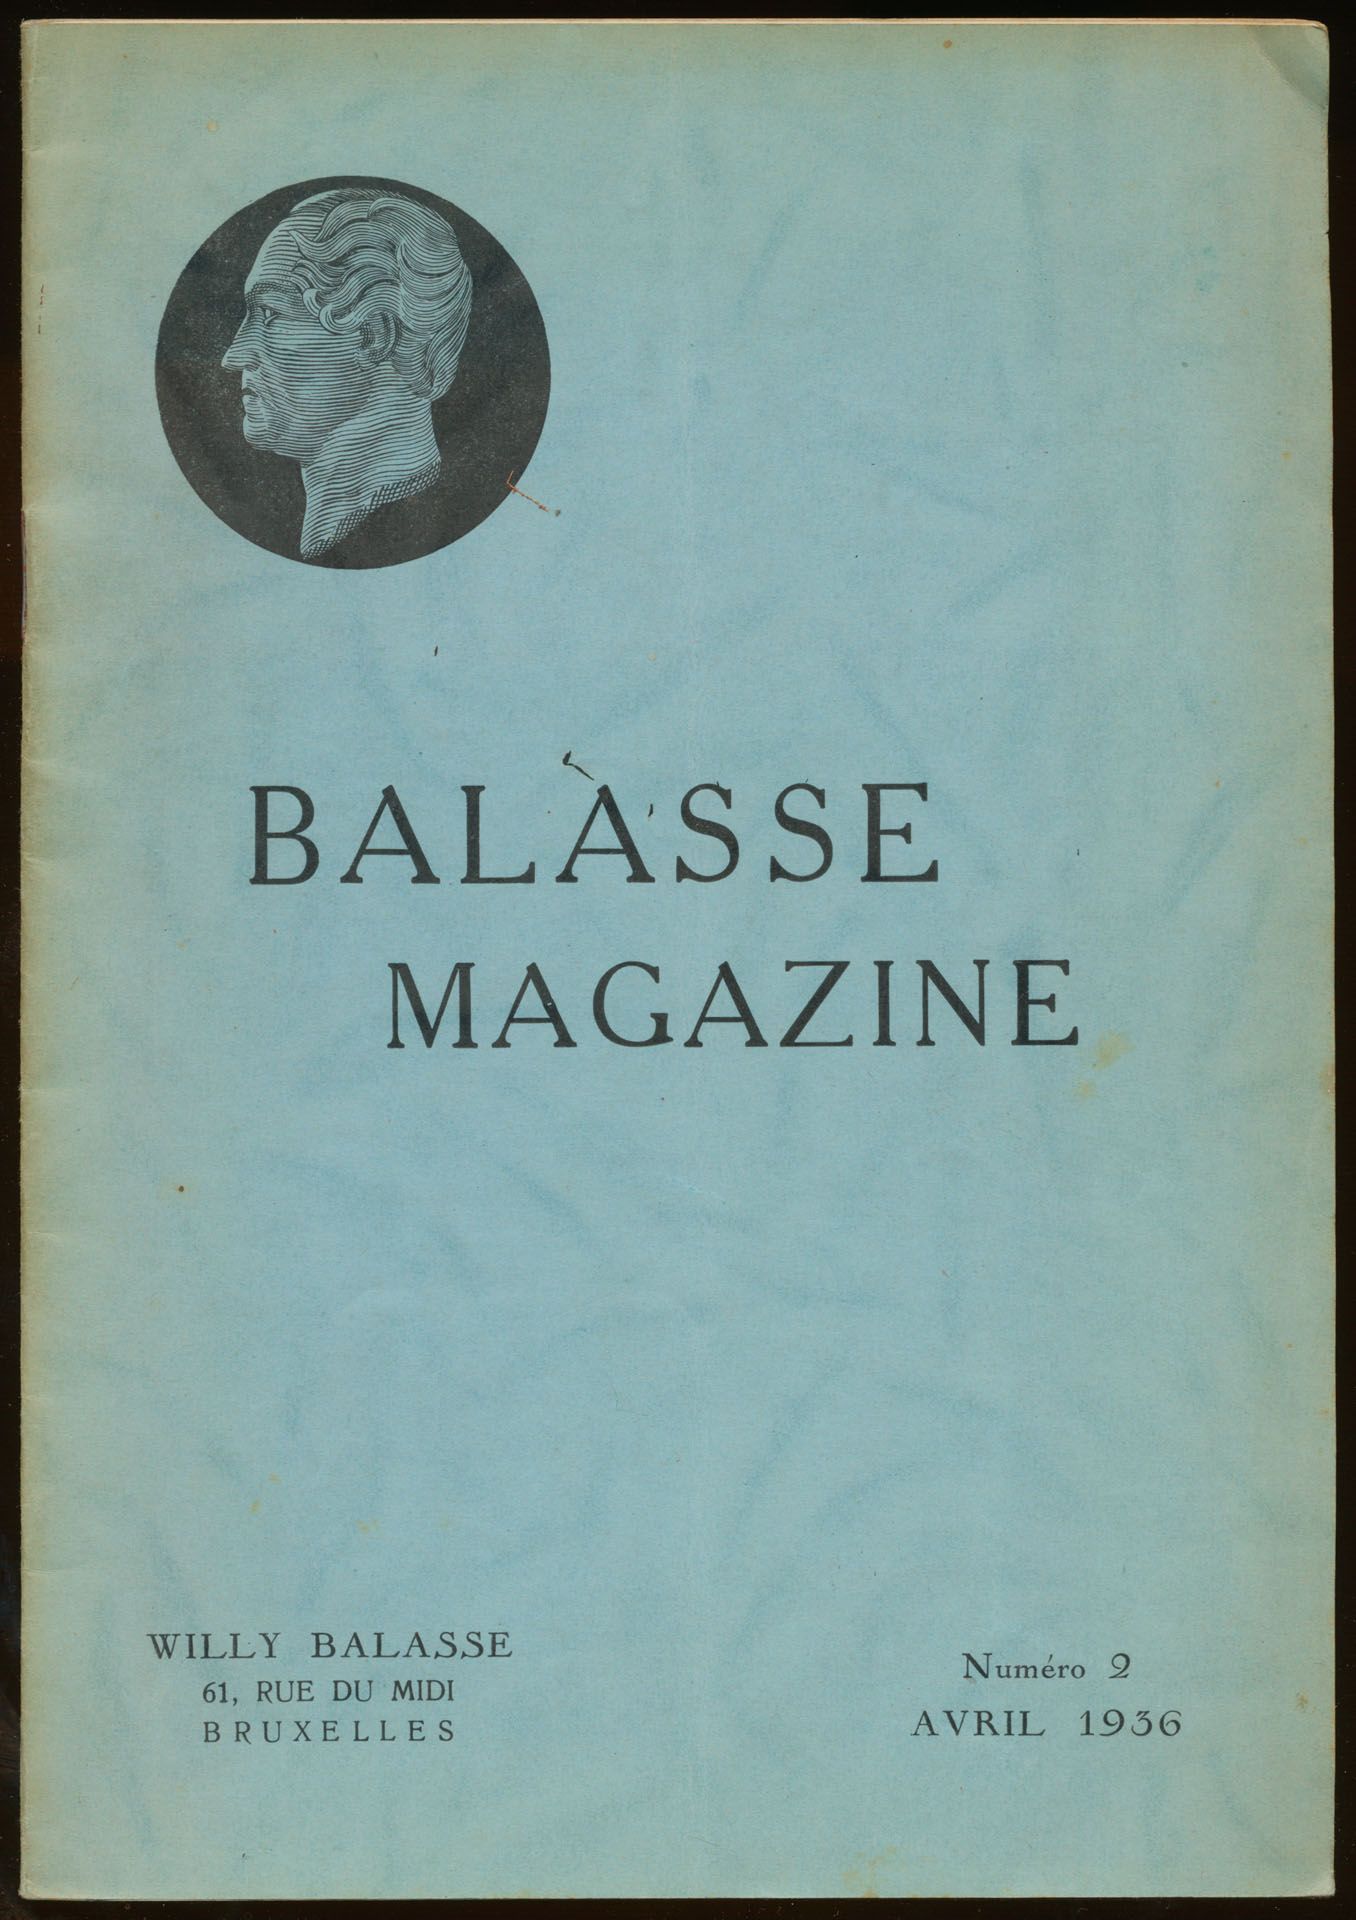 BALASSE
MAGAZINE
WILLY BALASSE
61, RUE DU MIDI
BRUXELLES
Numéro 2
AVRIL 1936